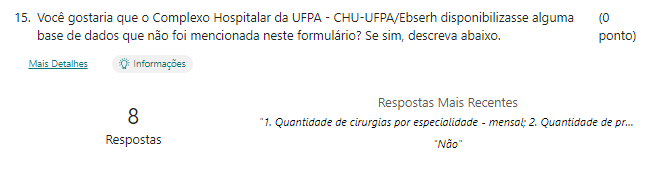 15. Você gostaria que o Complexo Hospitalar da UFPA - CHU-UFPA/Ebserh disponibilizasse alguma (0
base de dados que não foi mencionada neste formulário? Se sim, descreva abaixo. ponto)
Mais Detalhes Informações
Respostas Mais Recentes
8 "1. Quantidade de cirurgias por especialidade - mensal; 2. Quantidade de pr...
Respostas "Não"